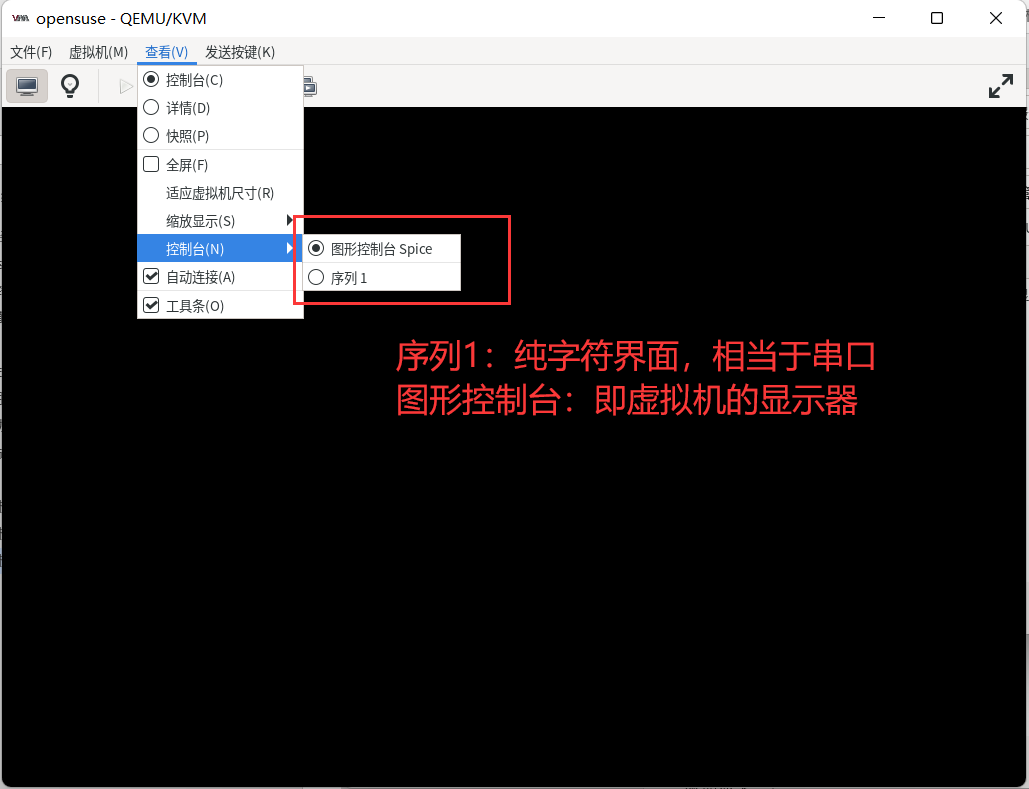 opensuse - QEMU/KVM
文件(F) 虚拟机(M) 查看(V) 发送按键(K)
控制台(C)
详情(D)
快照(P)
全屏(F)
适应虚拟机尺寸(R)
缩放显示(S)
控制台(N)
图形控制台 Spice
自动连接(A)
序列 1
工具条(O)
序列1：纯字符界面，相当于串口
图形控制台：即虚拟机的显示器